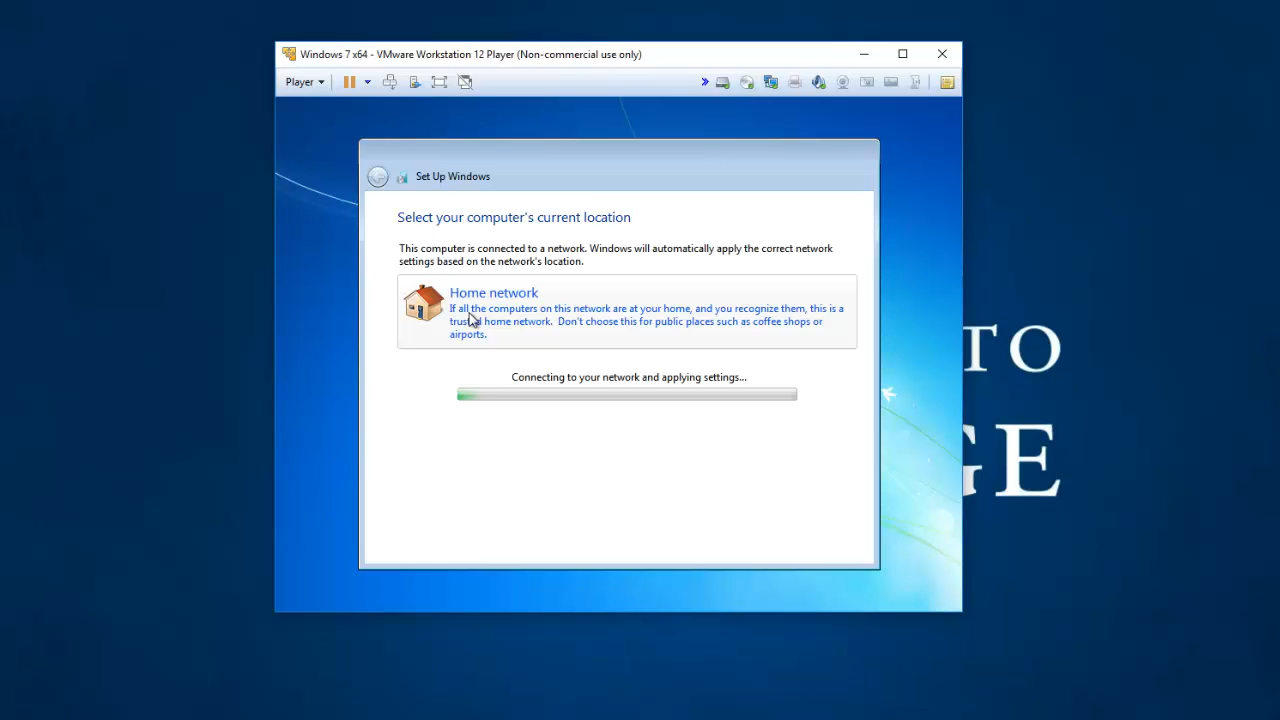 Windows 7 x64 - VMware Workstation 12 Player (Non-commercial use only)
Player
Set Up Windows
Select your computer's current location
This computer is connected to a network. Windows will automatically apply the correct network
settings based on the network's location.
Home network
If all the computers on this network are at your home, and you recognize them, this is a
trusted home network. Don't choose this for public places such as coffee shops or
airports.
TO
Connecting to your network and applying settings...
GE